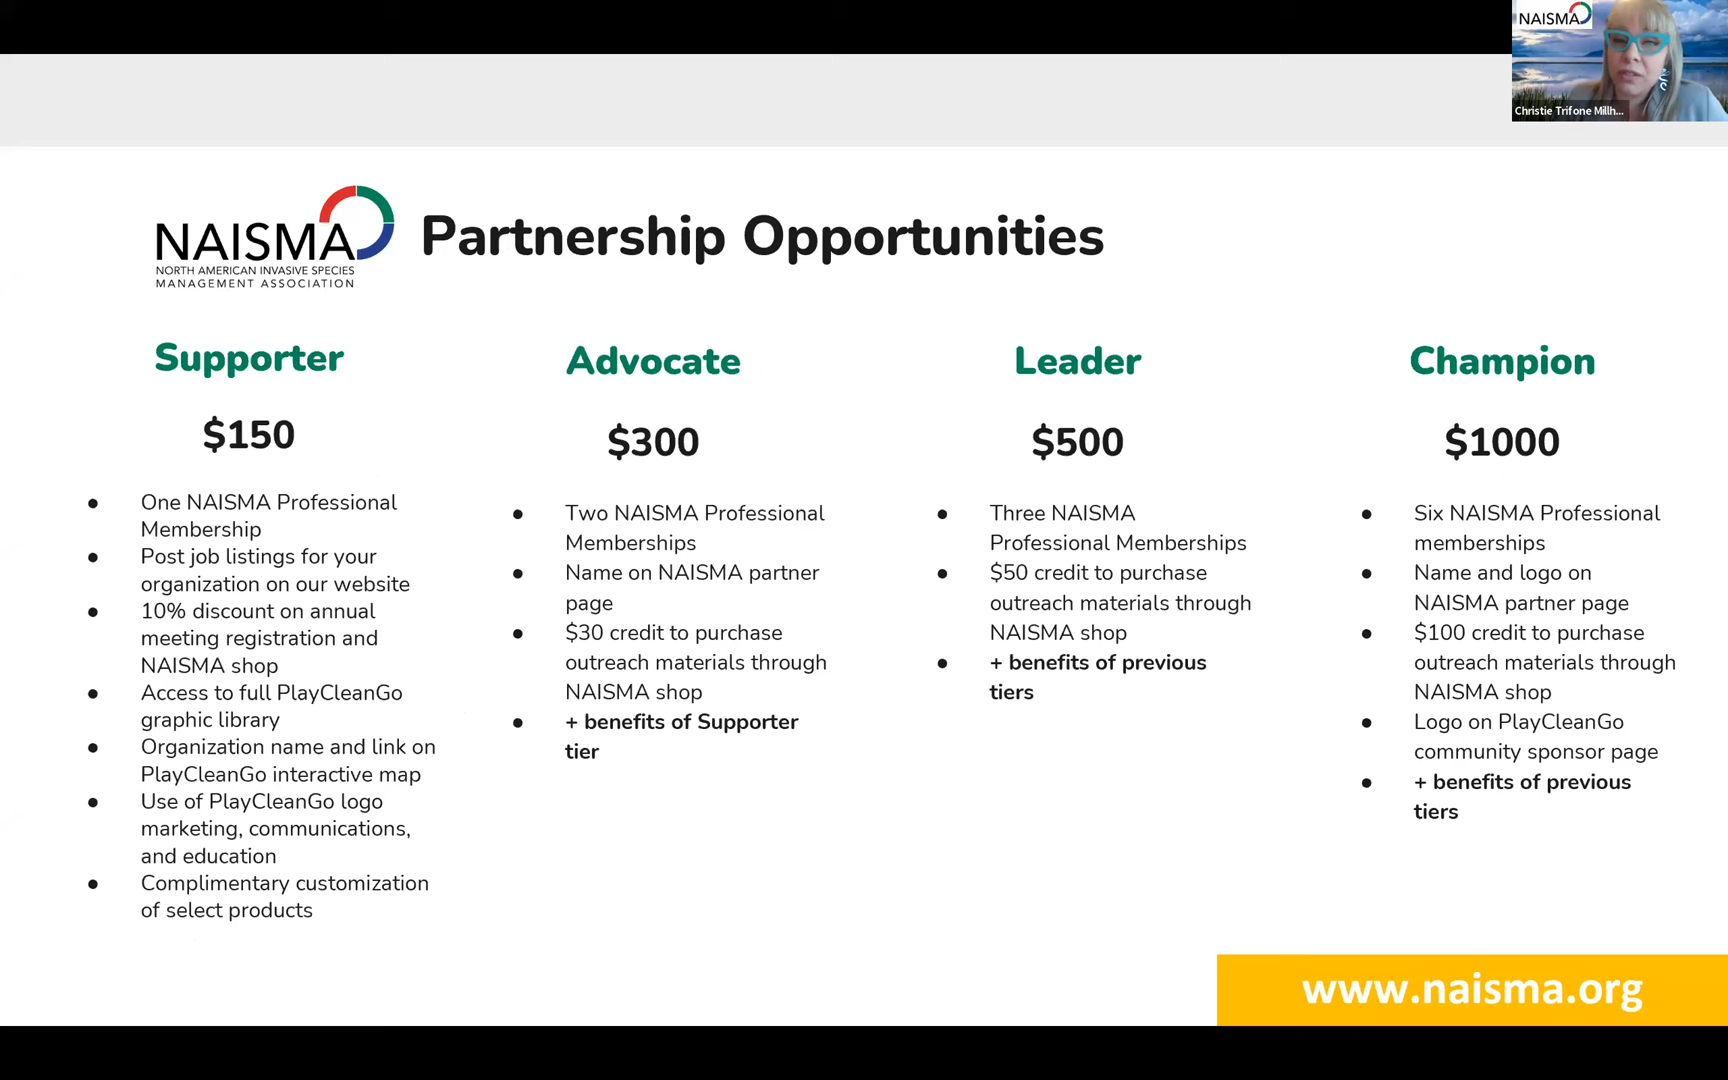 NAISMA
Christie Trifone Millh...
NAISMA
NORTH AMERICAN INVASIVE SPECIES
MANAGEMENT ASSOCIATION
Partnership Opportunities
Supporter
$150
● One NAISMA Professional
Membership
● Post job listings for your
organization on our website
● 10% discount on annual
meeting registration and
NAISMA shop
● Access to full PlayCleanGo
graphic library
● Organization name and link on
PlayCleanGo interactive map
● Use of PlayCleanGo logo
marketing, communications,
and education
● Complimentary customization
of select products
Advocate
$300
● Two NAISMA Professional
Memberships
● Name on NAISMA partner
page
● $30 credit to purchase
outreach materials through
NAISMA shop
● + benefits of Supporter
tier
Leader
$500
● Three NAISMA
Professional Memberships
● $50 credit to purchase
outreach materials through
NAISMA shop
● + benefits of previous
tiers
Champion
$1000
● Six NAISMA Professional
memberships
● Name and logo on
NAISMA partner page
● $100 credit to purchase
outreach materials through
NAISMA shop
● Logo on PlayCleanGo
community sponsor page
● + benefits of previous
tiers
www.naisma.org